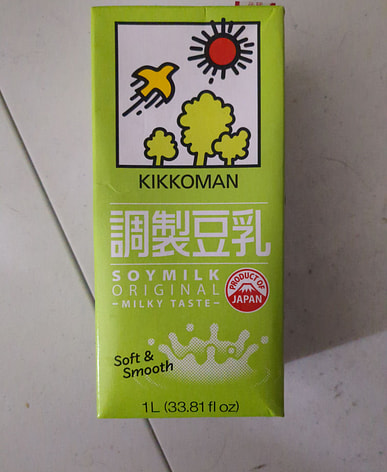 KIKKOMAN
調製豆乳
SOYMILK
ORIGINAL
-MILKY TASTE-
PRODUCT OF
JAPAN
Soft &
Smooth
1L (33.81 fl oz)